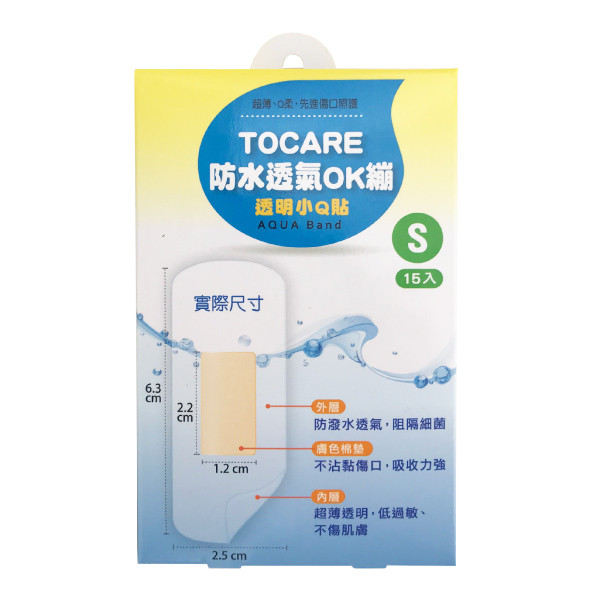 超薄、Q柔，先進傷口照護
TOCARE
防水透氣OK繃
透明小Q貼
AQUA Band
S
15入
實際尺寸
6.3 cm
2.2 cm
1.2 cm
2.5 cm
外層
防潑水透氣，阻隔細菌
膚色棉墊
不沾黏傷口，吸收力強
內層
超薄透明，低過敏、
不傷肌膚